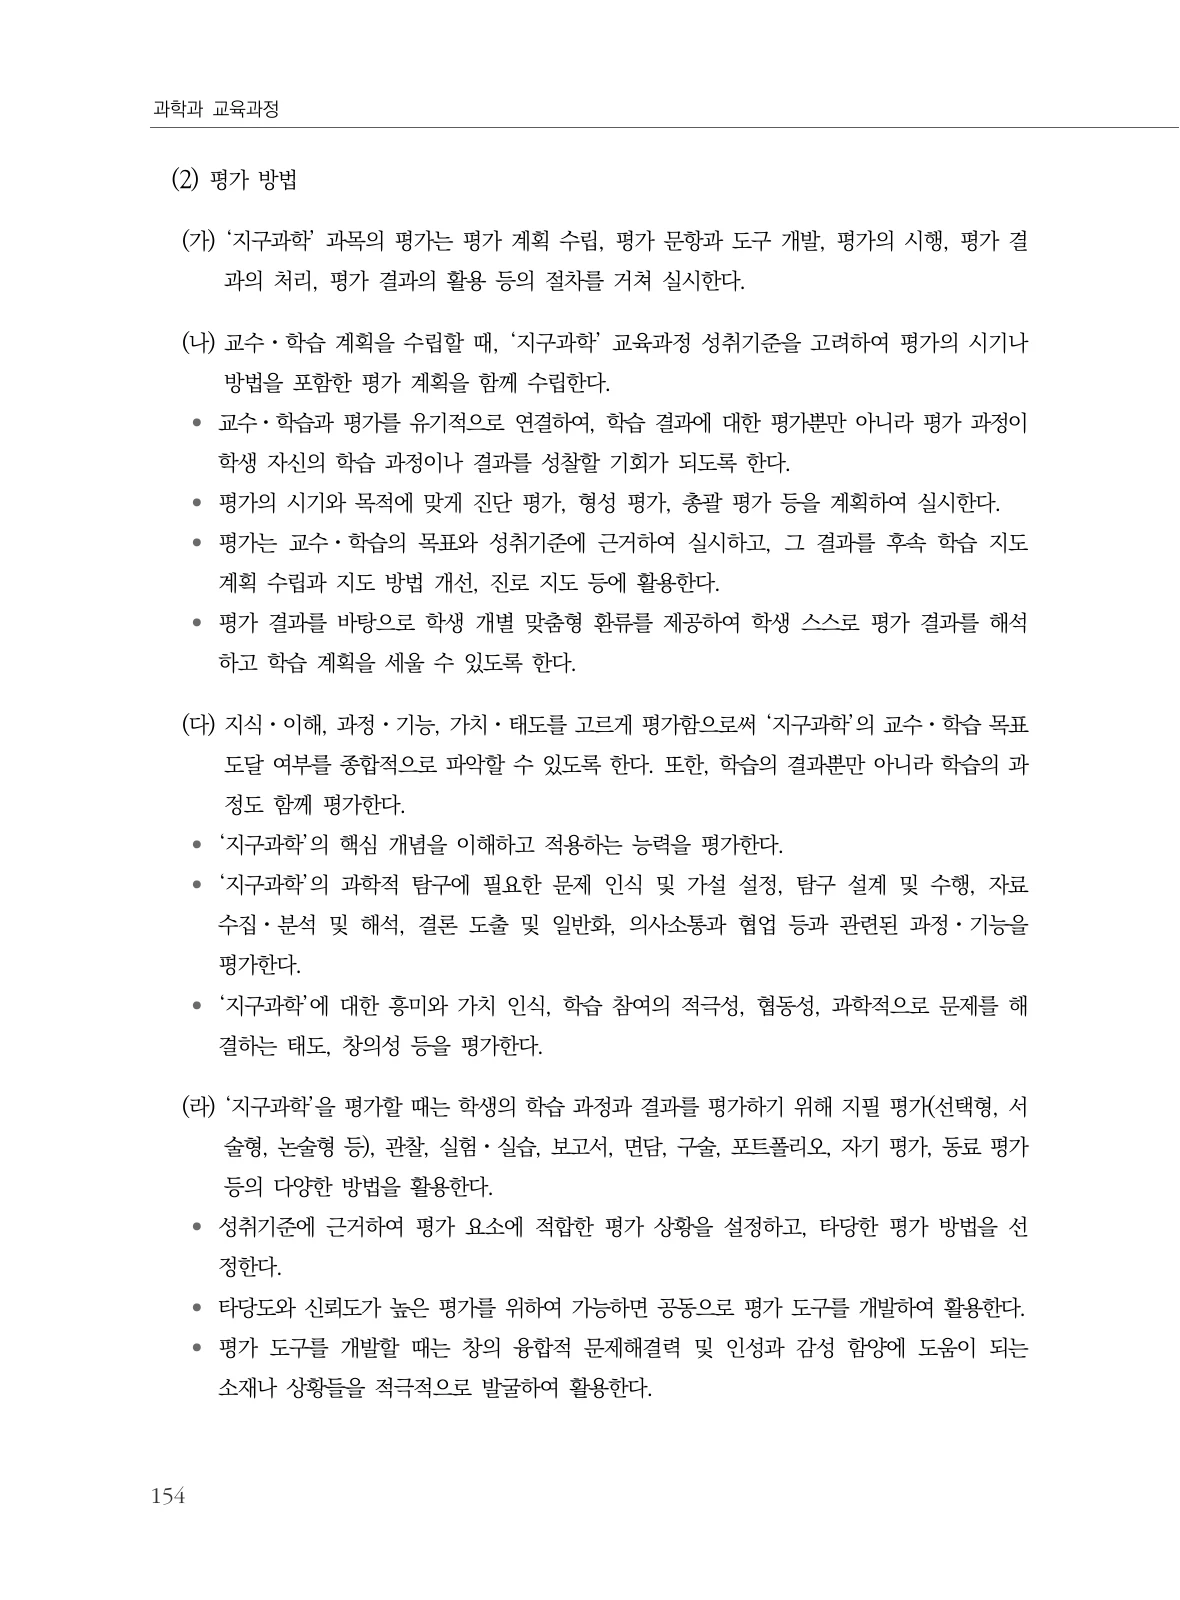 과학과 교육과정
(2) 평가 방법
(가) ‘지구과학’ 과목의 평가는 평가 계획 수립, 평가 문항과 도구 개발, 평가의 시행, 평가 결
과의 처리, 평가 결과의 활용 등의 절차를 거쳐 실시한다.
(나) 교수・학습 계획을 수립할 때, ‘지구과학’ 교육과정 성취기준을 고려하여 평가의 시기나
방법을 포함한 평가 계획을 함께 수립한다.
• 교수・학습과 평가를 유기적으로 연결하여, 학습 결과에 대한 평가뿐만 아니라 평가 과정이
학생 자신의 학습 과정이나 결과를 성찰할 기회가 되도록 한다.
• 평가의 시기와 목적에 맞게 진단 평가, 형성 평가, 총괄 평가 등을 계획하여 실시한다.
• 평가는 교수・학습의 목표와 성취기준에 근거하여 실시하고, 그 결과를 후속 학습 지도
계획 수립과 지도 방법 개선, 진로 지도 등에 활용한다.
• 평가 결과를 바탕으로 학생 개별 맞춤형 환류를 제공하여 학생 스스로 평가 결과를 해석
하고 학습 계획을 세울 수 있도록 한다.
(다) 지식・이해, 과정・기능, 가치・태도를 고르게 평가함으로써 ‘지구과학’의 교수・학습 목표
도달 여부를 종합적으로 파악할 수 있도록 한다. 또한, 학습의 결과뿐만 아니라 학습의 과
정도 함께 평가한다.
• ‘지구과학’의 핵심 개념을 이해하고 적용하는 능력을 평가한다.
• ‘지구과학’의 과학적 탐구에 필요한 문제 인식 및 가설 설정, 탐구 설계 및 수행, 자료
수집・분석 및 해석, 결론 도출 및 일반화, 의사소통과 협업 등과 관련된 과정・기능을
평가한다.
• ‘지구과학’에 대한 흥미와 가치 인식, 학습 참여의 적극성, 협동성, 과학적으로 문제를 해
결하는 태도, 창의성 등을 평가한다.
(라) ‘지구과학’을 평가할 때는 학생의 학습 과정과 결과를 평가하기 위해 지필 평가(선택형, 서
술형, 논술형 등), 관찰, 실험・실습, 보고서, 면담, 구술, 포트폴리오, 자기 평가, 동료 평가
등의 다양한 방법을 활용한다.
• 성취기준에 근거하여 평가 요소에 적합한 평가 상황을 설정하고, 타당한 평가 방법을 선
정한다.
• 타당도와 신뢰도가 높은 평가를 위하여 가능하면 공동으로 평가 도구를 개발하여 활용한다.
• 평가 도구를 개발할 때는 창의 융합적 문제해결력 및 인성과 감성 함양에 도움이 되는
소재나 상황들을 적극적으로 발굴하여 활용한다.
154